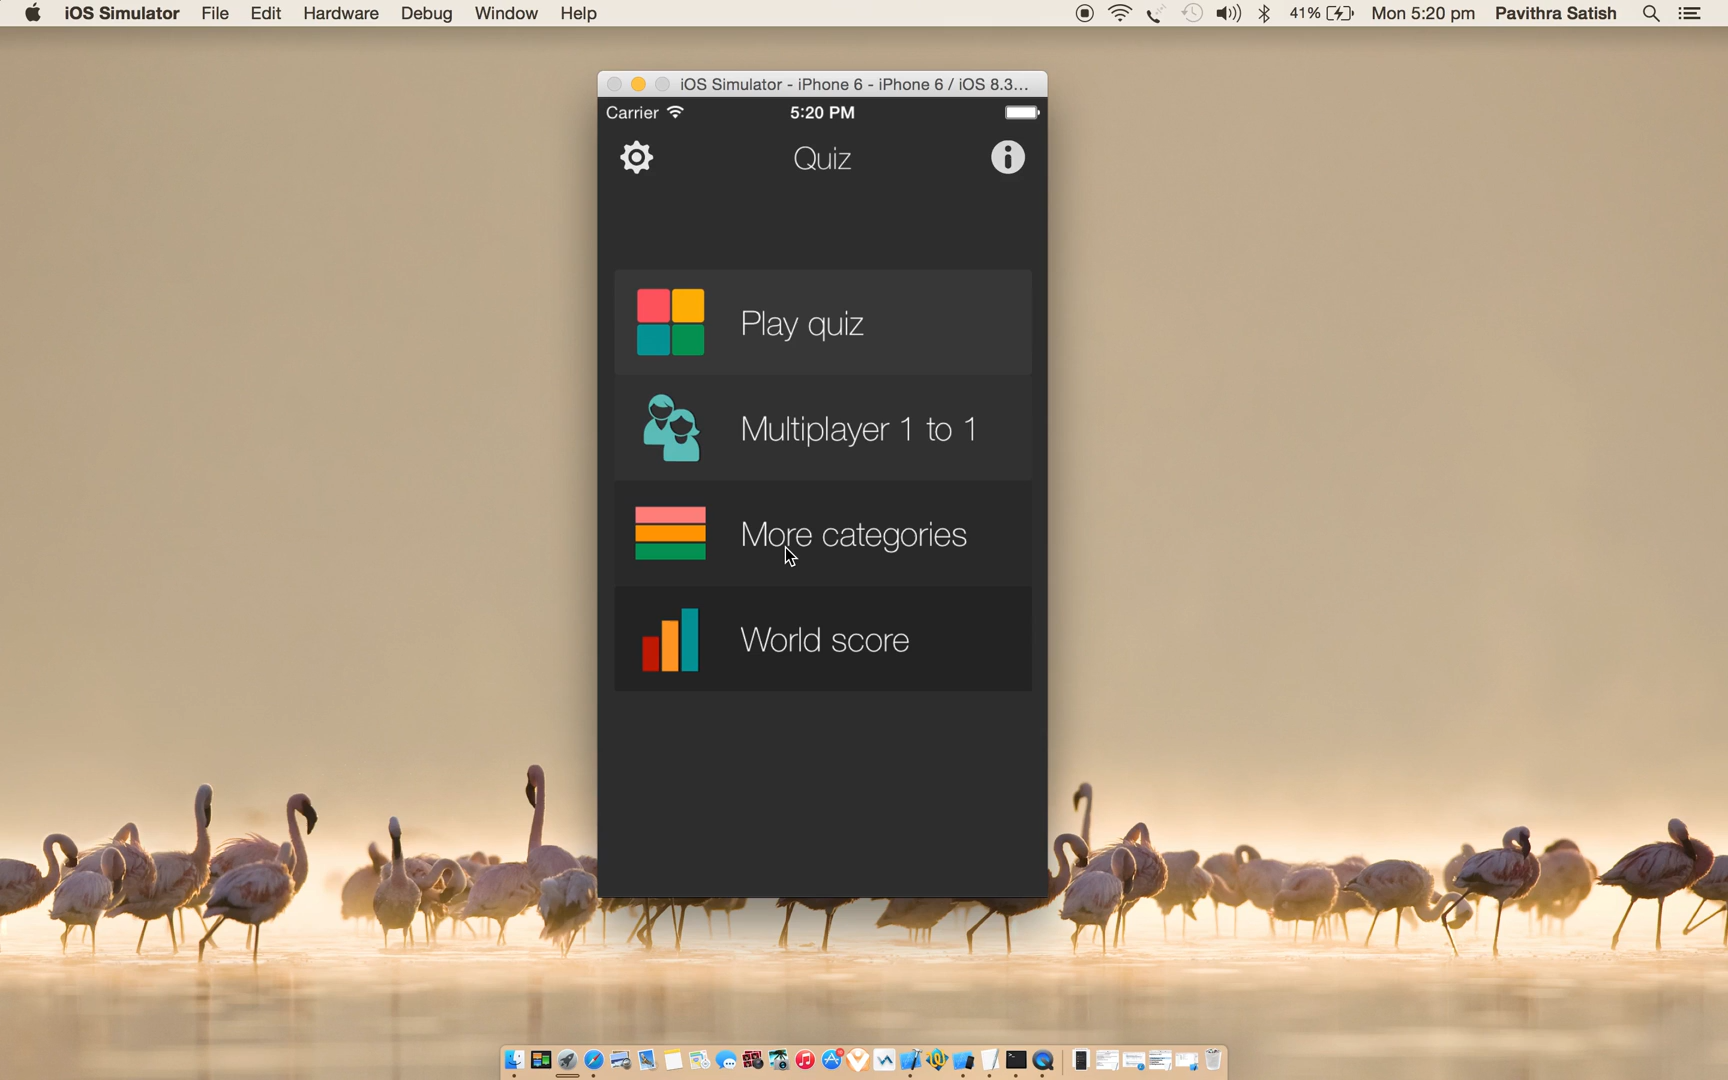 iOS Simulator File Edit Hardware Debug Window Help 41% Mon 5:20 pm Pavithra Satish
iOS Simulator - iPhone 6 - iPhone 6 / iOS 8.3...
Carrier 5:20 PM
Quiz
Play quiz
Multiplayer 1 to 1
More categories
World score